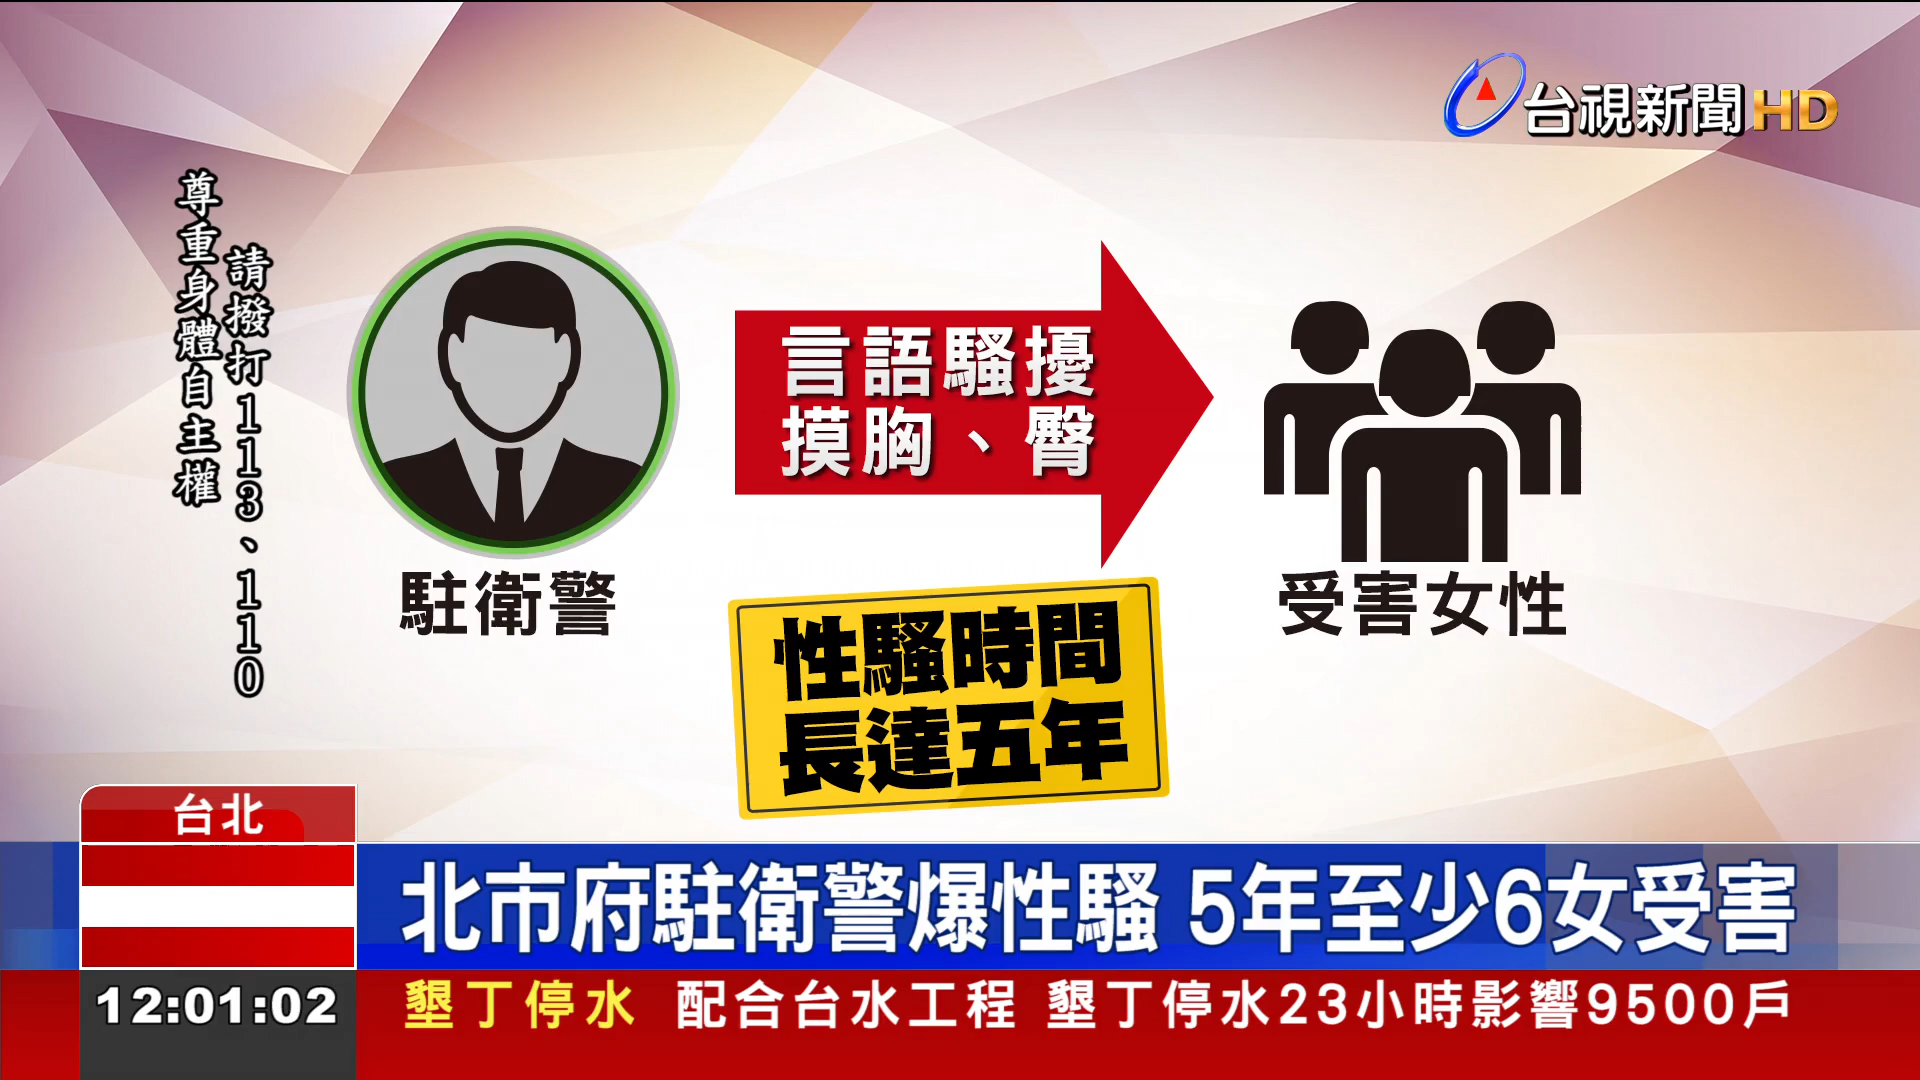 台視新聞HD
尊重身體自主權
請撥打113、110
言語騷擾
摸胸、臀
駐衛警
受害女性
性騷時間
長達五年
台北
北市府駐衛警爆性騷 5年至少6女受害
12:01:02
墾丁停水 配合台水工程 墾丁停水23小時影響9500戶